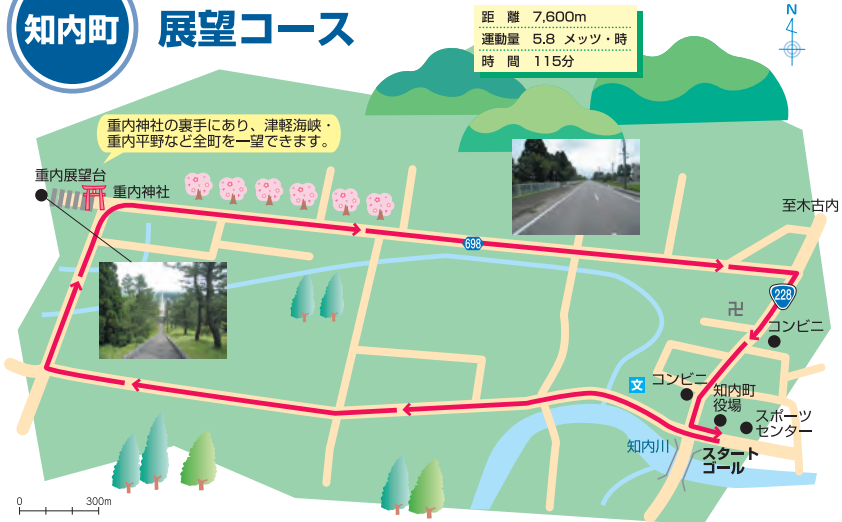 知内町
展望コース
距離 7,600m
運動量 5.8 メッツ・時
時間 115分
N
重内神社の裏手にあり、津軽海峡・
重内平野など全町を一望できます。
重内展望台
重内神社
至木古内
698
228
コンビニ
文
コンビニ
知内町
役場
スポーツ
センター
知内川
スタート
ゴール
0 300m